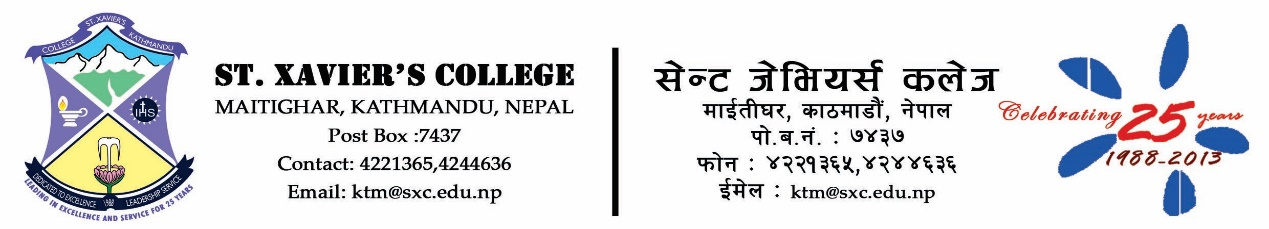 COLLEGE ST. XAVIER'S KATHMANDU
IHS
DEDICATED TO EXCELLENCE 1988 LEADERSHIP SERVICE
LEADING IN EXCELLENCE AND SERVICE FOR 25 YEARS
ST. XAVIER'S COLLEGE
MAITIGHAR, KATHMANDU, NEPAL
Post Box :7437
Contact: 4221365,4244636
Email: ktm@sxc.edu.np
सेन्ट जेभियर्स कलेज
माईतीघर, काठमाडौं, नेपाल
पो.ब.नं. : ७४३७
फोन : ४२२१३६५,४२४४६३६
ईमेल : ktm@sxc.edu.np
Celebrating 25 years
1988-2013